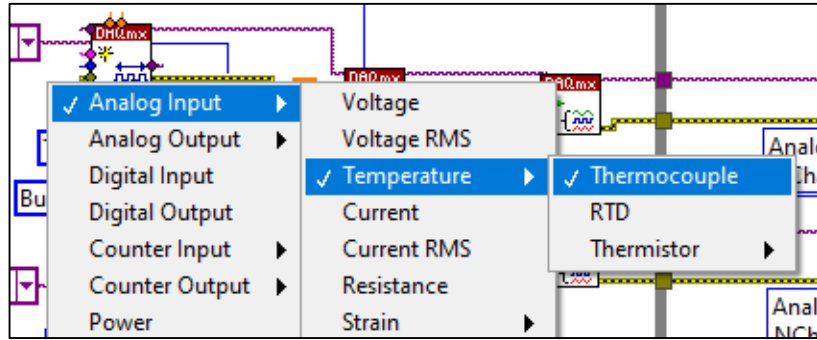 DAQmx
DAQmx
DAQmx
Analog Input
Analog Output
Digital Input
Digital Output
Counter Input
Counter Output
Power
Voltage
Voltage RMS
Temperature
Current
Current RMS
Resistance
Strain
Thermocouple
RTD
Thermistor
Bu
Anal
Ch
Anal
NCh